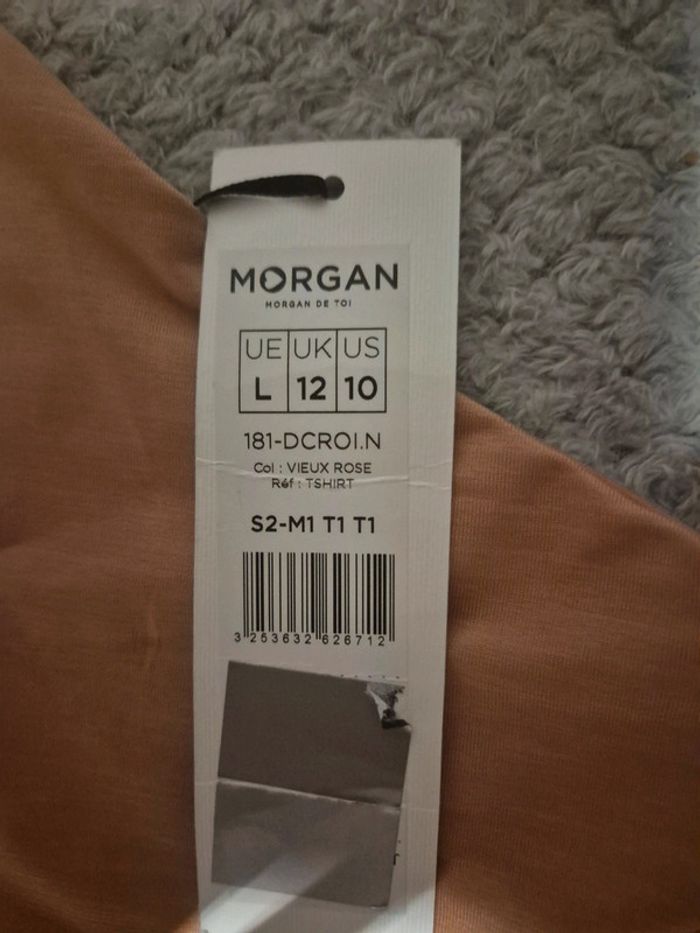 MORGAN
MORGAN DE TOI
UE UK US
L 12 10
181-DCROI.N
Col : VIEUX ROSE
Réf : TSHIRT
S2-M1 T1 T1
3 253632 626712